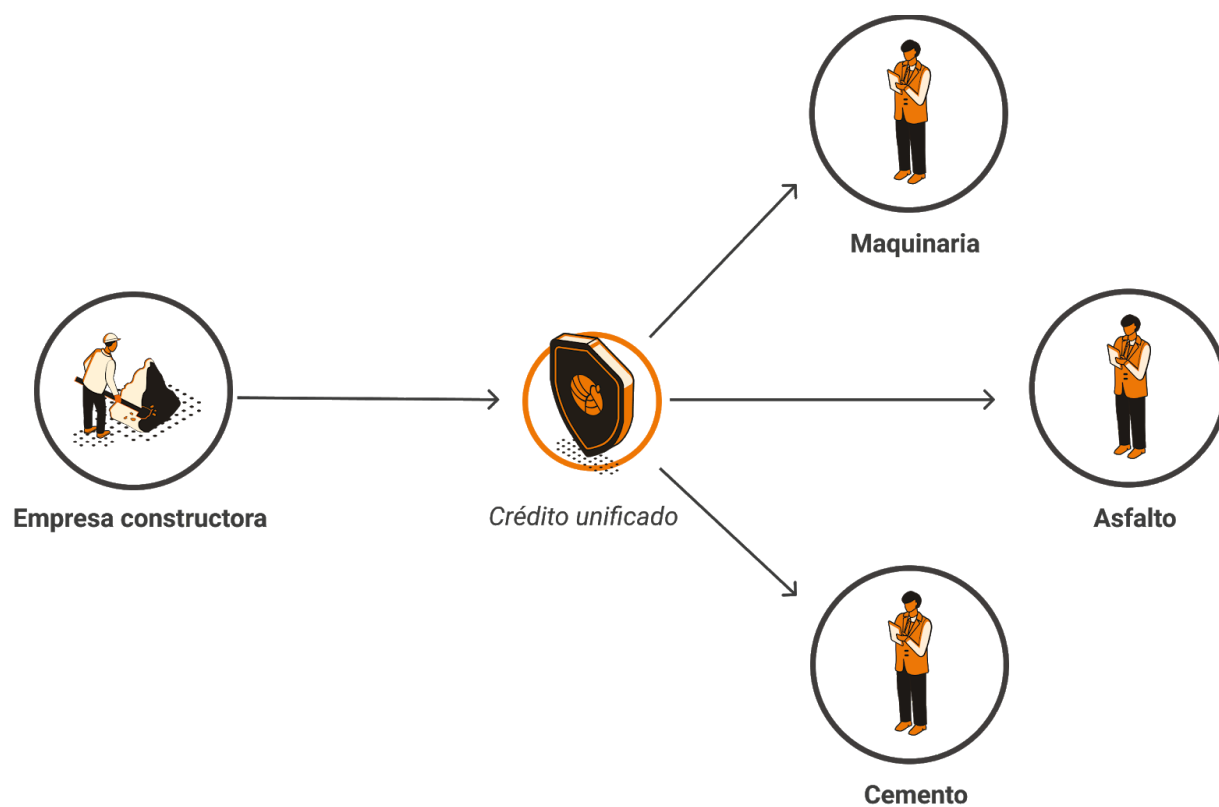 Maquinaria
Empresa constructora
Crédito unificado
Asfalto
Cemento